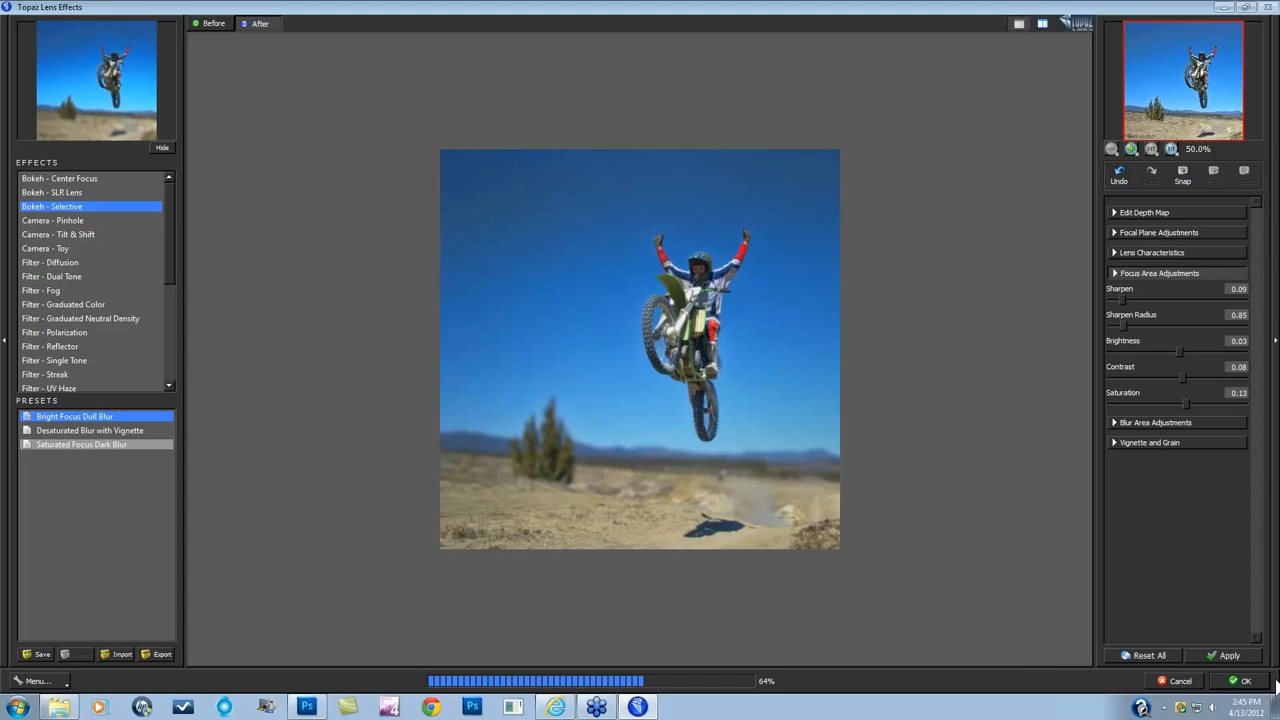 Topaz Lens Effects
Before
After
TOPAZ
Hide
EFFECTS
Bokeh - Center Focus
Bokeh - SLR Lens
Bokeh - Selective
Camera - Pinhole
Camera - Tilt & Shift
Camera - Toy
Filter - Diffusion
Filter - Dual Tone
Filter - Fog
Filter - Graduated Color
Filter - Graduated Neutral Density
Filter - Polarization
Filter - Reflector
Filter - Single Tone
Filter - Streak
Filter - UV Haze
PRESETS
Bright Focus Dull Blur
Desaturated Blur with Vignette
Saturated Focus Dark Blur
Save
Import
Export
Menu...
64%
50.0%
Undo
Snap
Edit Depth Map
Focal Plane Adjustments
Lens Characteristics
Focus Area Adjustments
Sharpen 0.09
Sharpen Radius 0.85
Brightness 0.03
Contrast 0.08
Saturation 0.13
Blur Area Adjustments
Vignette and Grain
Reset All
Apply
Cancel
OK
Ps
Ps
2:45 PM
4/13/2012